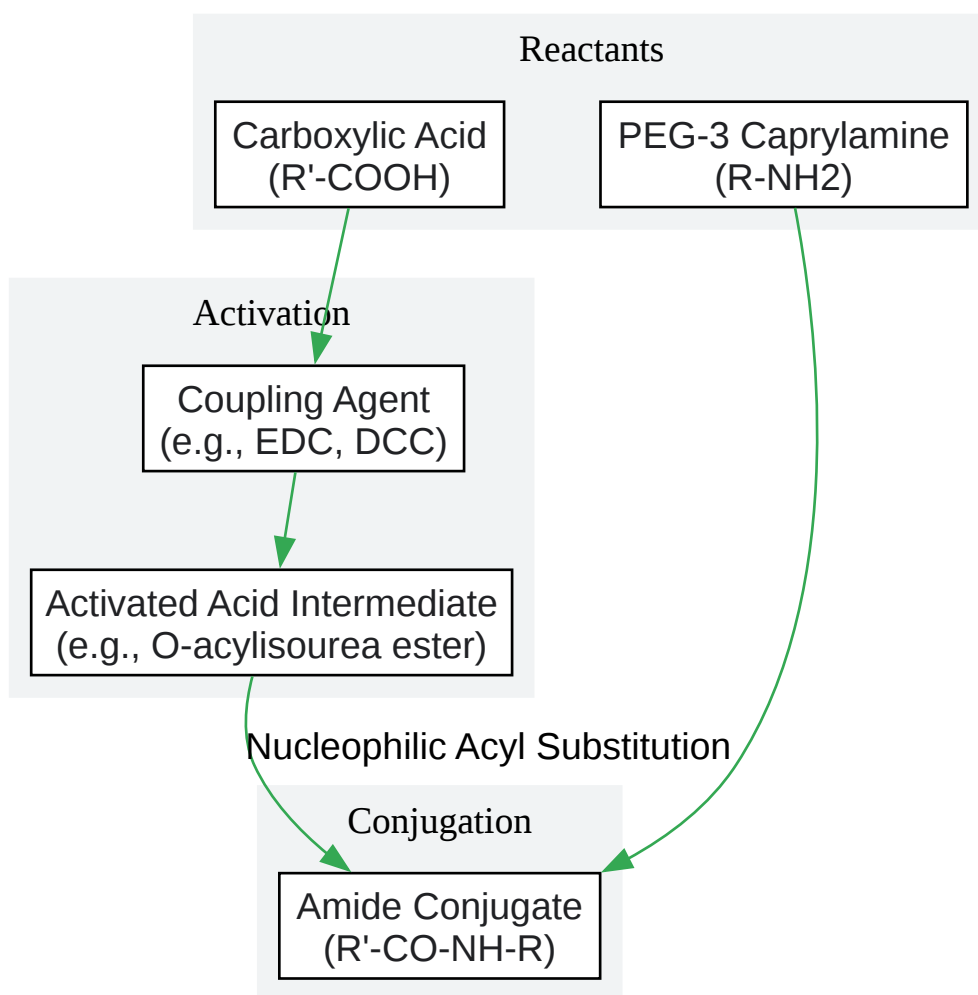 Reactants
Carboxylic Acid
(R'-COOH)
PEG-3 Caprylamine
(R-NH2)
Activation
Coupling Agent
(e.g., EDC, DCC)
Activated Acid Intermediate
(e.g., O-acylisourea ester)
Nucleophilic Acyl Substitution
Conjugation
Amide Conjugate
(R'-CO-NH-R)